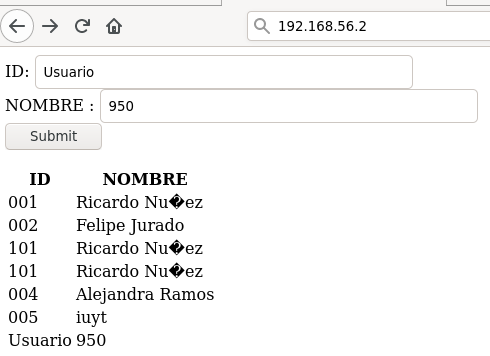 192.168.56.2
ID: Usuario
NOMBRE : 950
Submit
ID NOMBRE
001 Ricardo Nu�ez
002 Felipe Jurado
101 Ricardo Nu�ez
101 Ricardo Nu�ez
004 Alejandra Ramos
005 iuyt
Usuario 950